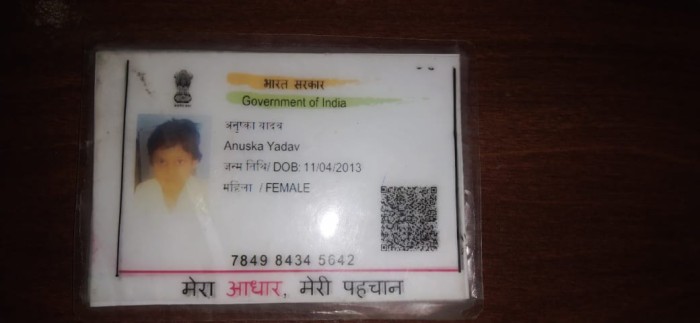 भारत सरकार
Government of India
अनुष्का यादव
Anuska Yadav
जन्म तिथि/ DOB: 11/04/2013
महिला / FEMALE
7849 8434 5642
मेरा आधार, मेरी पहचान